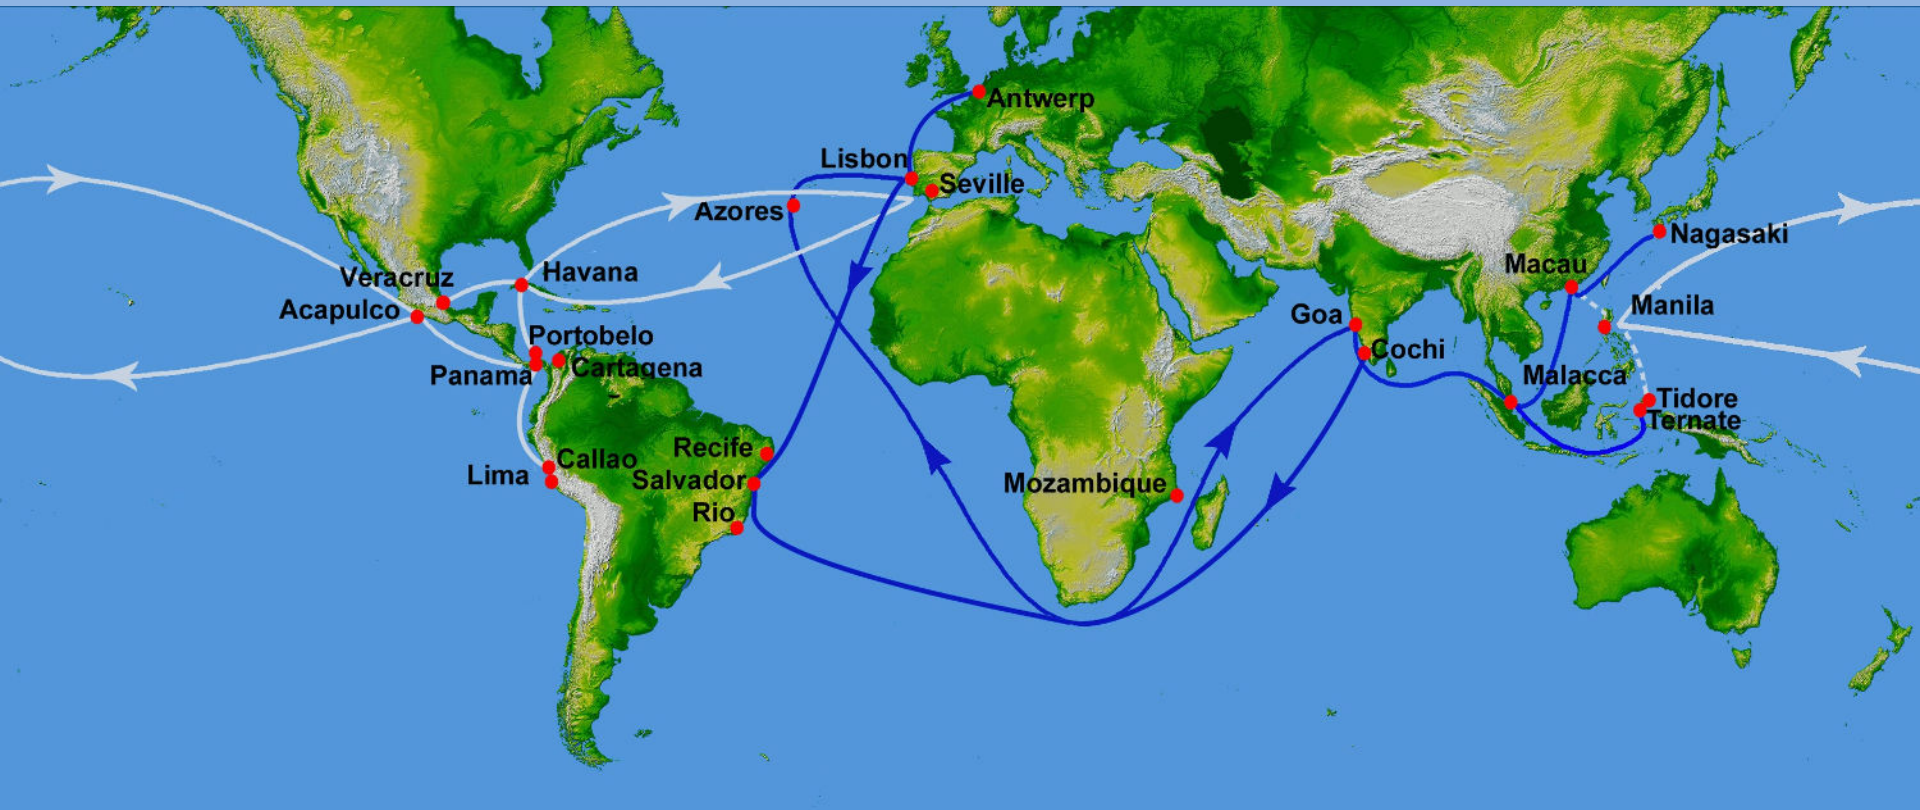 Antwerp
Lisbon
Seville
Azores
Nagasaki
Macau
Veracruz
Havana
Acapulco
Manila
Goa
Portobelo
Cochi
Cartagena
Panama
Malacca
Tidore
Ternate
Recife
Callao
Lima
Salvador
Mozambique
Rio